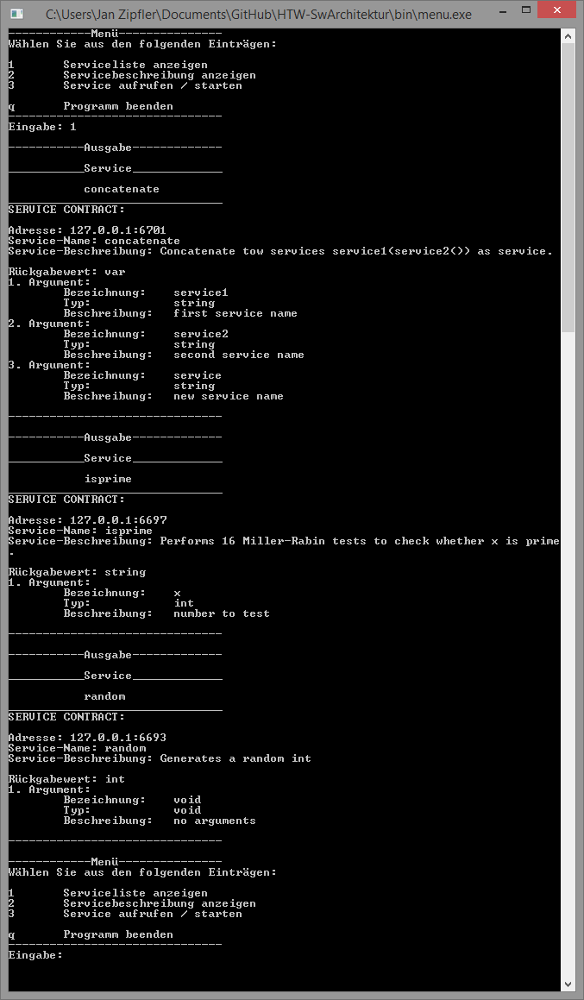 C:\Users\Jan Zipfler\Documents\GitHub\HTW-SwArchitektur\bin\menu.exe
------------Menü---------------
Wählen Sie aus den folgenden Einträgen:
1 Serviceliste anzeigen
2 Servicebeschreibung anzeigen
3 Service aufrufen / starten
q Programm beenden
-------------------------------
Eingabe: 1
-----------Ausgabe-------------
___________Service_____________
concatenate
_______________________________
SERVICE CONTRACT:
Adresse: 127.0.0.1:6701
Service-Name: concatenate
Service-Beschreibung: Concatenate tow services service1(service2()) as service.
Rückgabewert: var
1. Argument:
Bezeichnung: service1
Typ: string
Beschreibung: first service name
2. Argument:
Bezeichnung: service2
Typ: string
Beschreibung: second service name
3. Argument:
Bezeichnung: service
Typ: string
Beschreibung: new service name
-------------------------------
-----------Ausgabe-------------
___________Service_____________
isprime
_______________________________
SERVICE CONTRACT:
Adresse: 127.0.0.1:6697
Service-Name: isprime
Service-Beschreibung: Performs 16 Miller-Rabin tests to check whether x is prime
.
Rückgabewert: string
1. Argument:
Bezeichnung: x
Typ: int
Beschreibung: number to test
-------------------------------
-----------Ausgabe-------------
___________Service_____________
random
_______________________________
SERVICE CONTRACT:
Adresse: 127.0.0.1:6693
Service-Name: random
Service-Beschreibung: Generates a random int
Rückgabewert: int
1. Argument:
Bezeichnung: void
Typ: void
Beschreibung: no arguments
-------------------------------
------------Menü---------------
Wählen Sie aus den folgenden Einträgen:
1 Serviceliste anzeigen
2 Servicebeschreibung anzeigen
3 Service aufrufen / starten
q Programm beenden
-------------------------------
Eingabe: